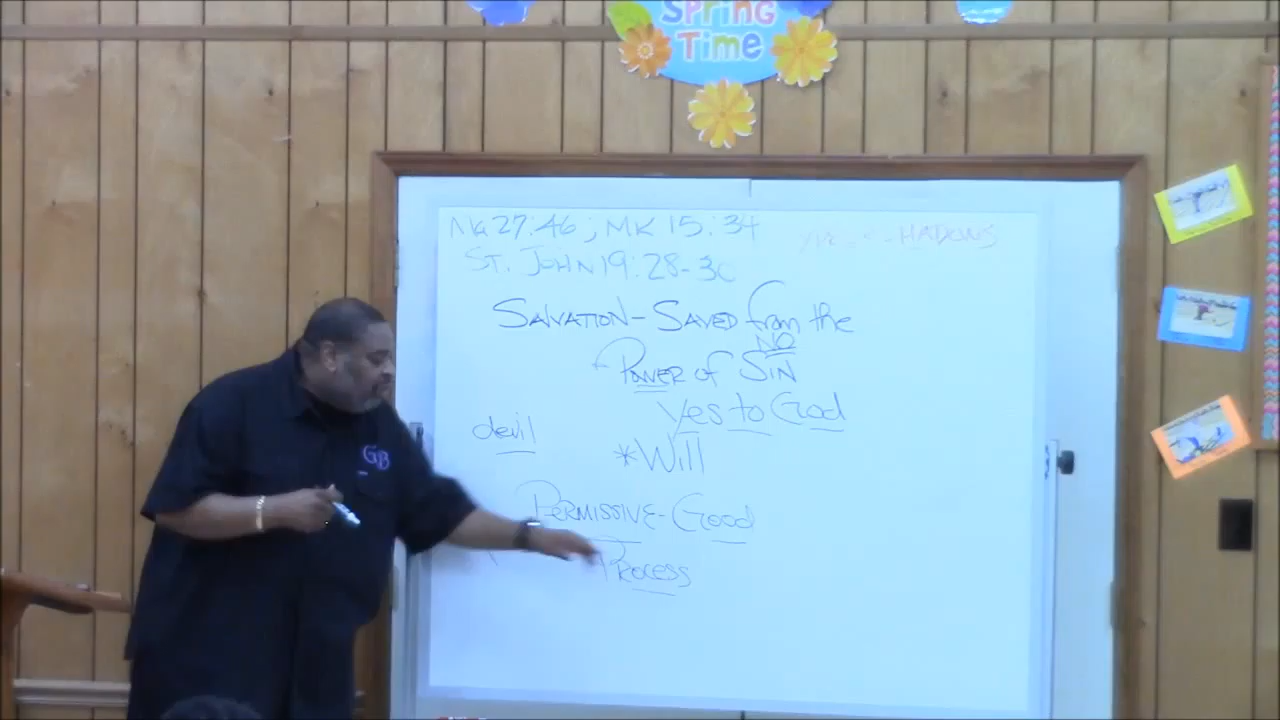 Spring
Time
Ma 27:46; MK 15:34
ST. JOHN 19:28-30
SALVATION - SAVED from the
NO
POWER of SIN
yes to God
devil
*Will
PERMISSIVE - Good
PROCESS
GB